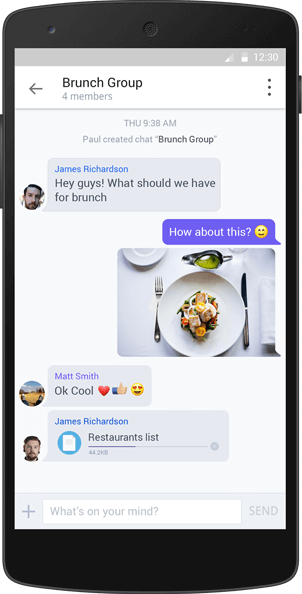 12:30
Brunch Group
4 members
THU 9:38 AM
Paul created chat “Brunch Group”
James Richardson
Hey guys! What should we have
for brunch
How about this? 🙂
Matt Smith
Ok Cool ❤️👍😍
James Richardson
Restaurants list
44.2KB
What's on your mind?
SEND